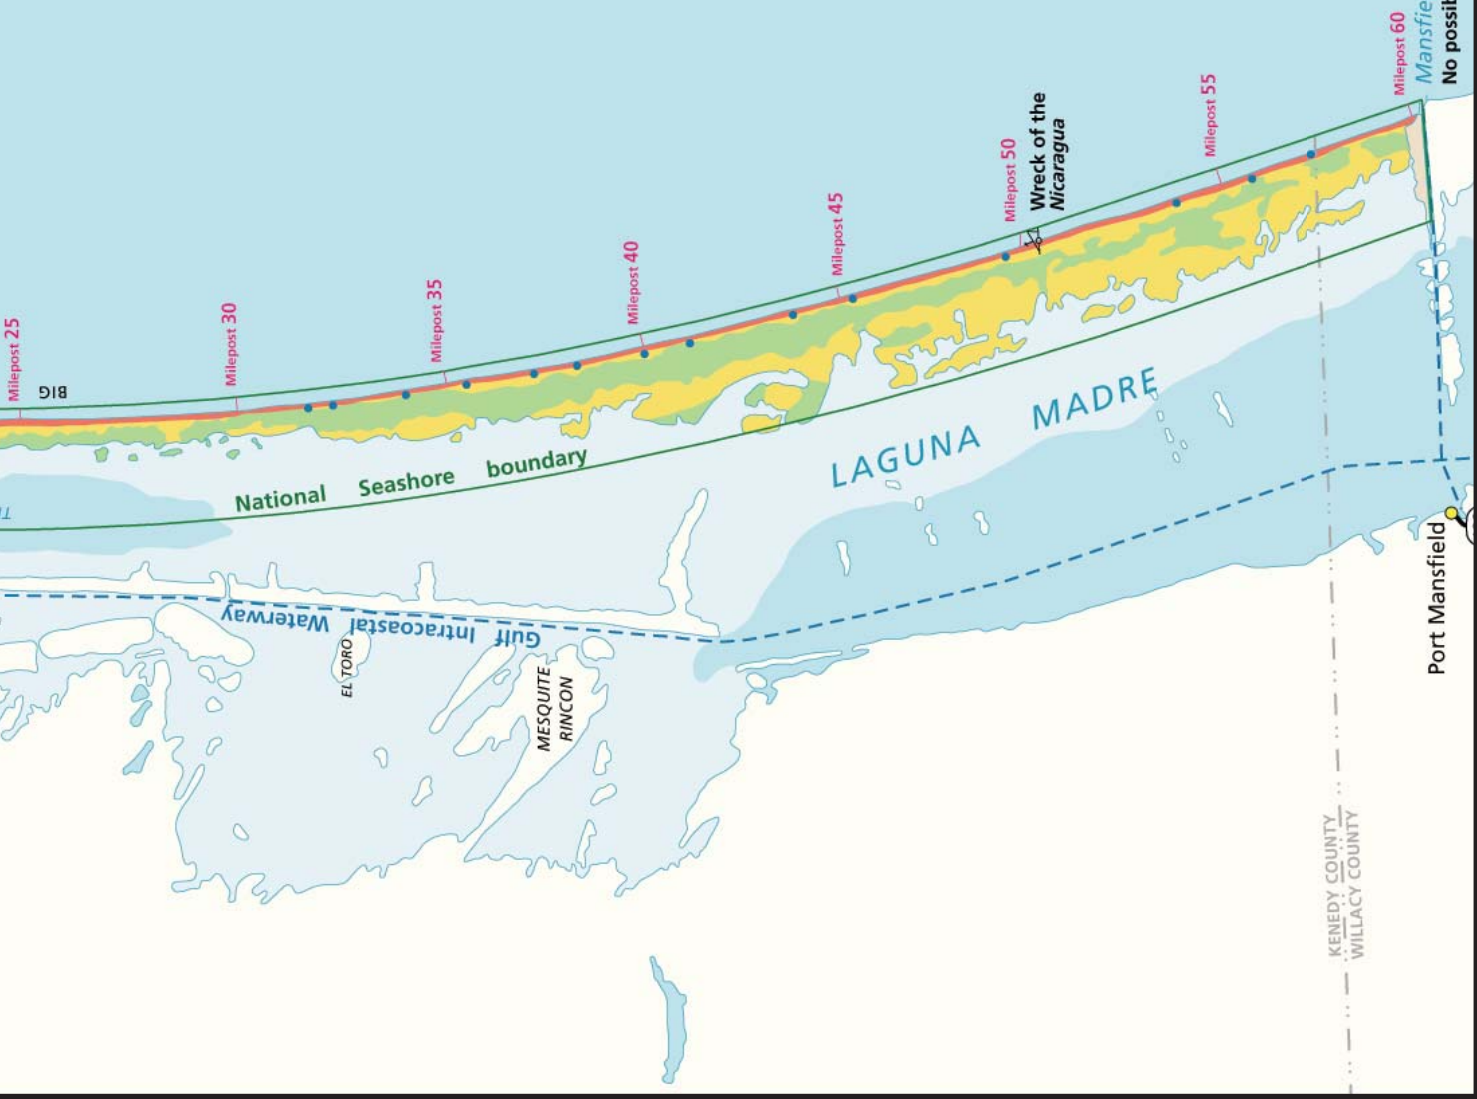 Milepost 25
BIG
Milepost 30
Milepost 35
Milepost 40
Milepost 45
Milepost 50
Wreck of the
Nicaragua
Milepost 55
Milepost 60
No
National Seashore boundary
LAGUNA MADRE
Gulf Intracoastal Waterway
EL TORO
MESQUITE
RINCON
Port Mansfield
KENEDY COUNTY
WILLACY COUNTY